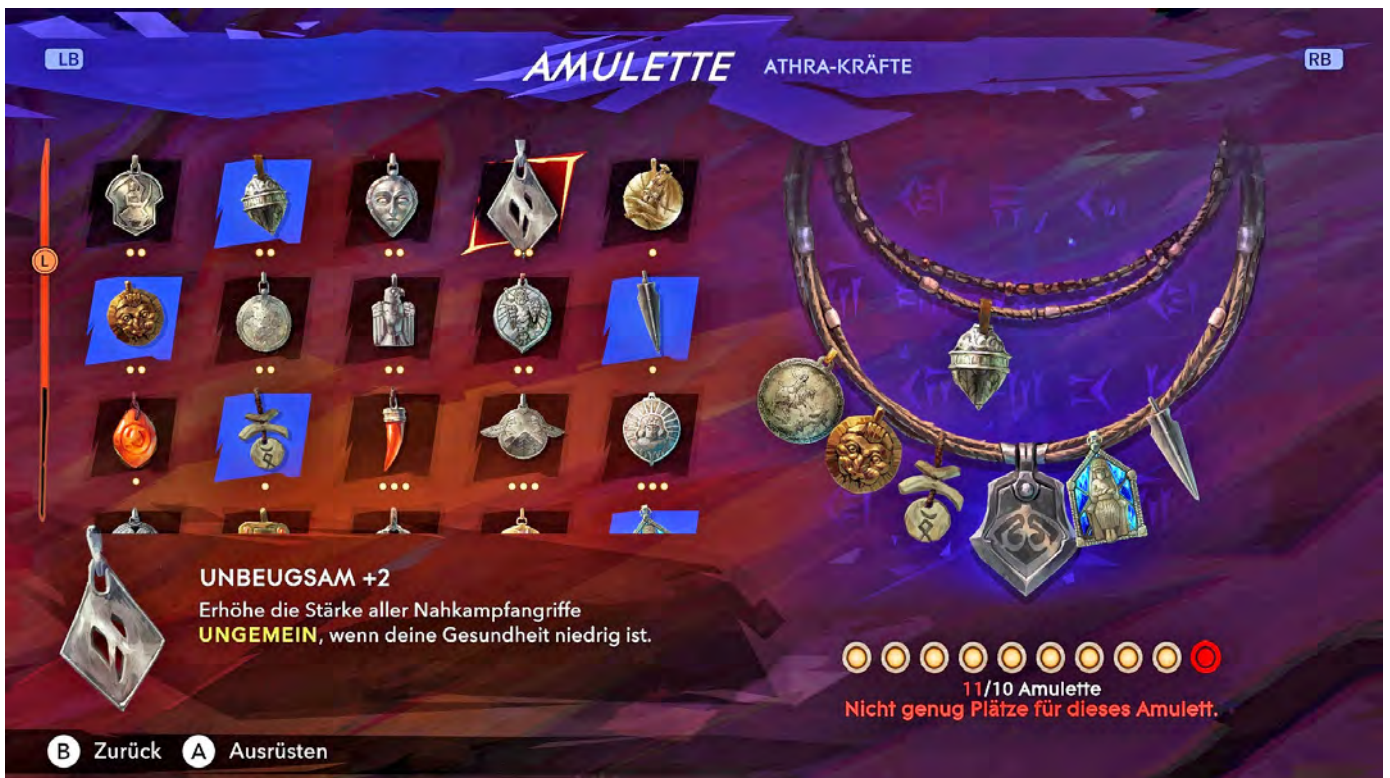 LB
AMULETTE ATHRA-KRÄFTE
RB
L
UNBEUGSAM +2
Erhöhe die Stärke aller Nahkampfangriffe
UNGEMEIN, wenn deine Gesundheit niedrig ist.
11/10 Amulette
Nicht genug Plätze für dieses Amulett.
B Zurück A Ausrüsten